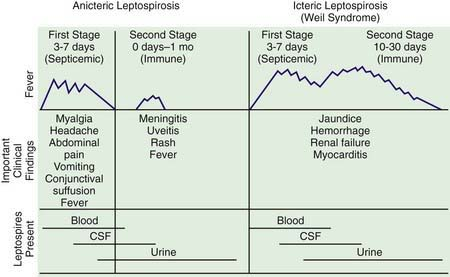 Anicteric Leptospirosis
Icteric Leptospirosis
(Weil Syndrome)
First Stage
3-7 days
(Septicemic)
Second Stage
0 days–1 mo
(Immune)
First Stage
3-7 days
(Septicemic)
Second Stage
10-30 days
(Immune)
Fever
Important
Clinical
Findings
Myalgia
Headache
Abdominal
pain
Vomiting
Conjunctival
suffusion
Fever
Meningitis
Uveitis
Rash
Fever
Jaundice
Hemorrhage
Renal failure
Myocarditis
Leptospires
Present
Blood
CSF
Urine
Blood
CSF
Urine